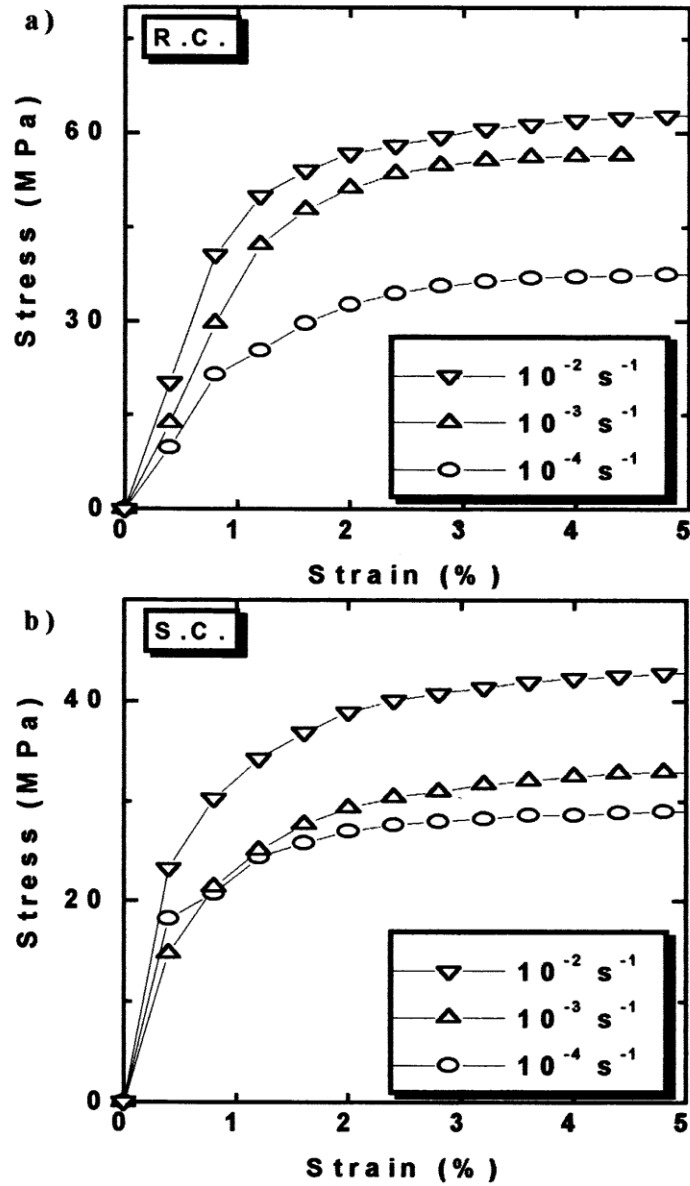 a)
R.C.
Stress (MPa)
60
30
0
10⁻² s⁻¹
10⁻³ s⁻¹
10⁻⁴ s⁻¹
0 1 2 3 4 5
Strain (%)
b)
S.C.
Stress (MPa)
40
20
0
10⁻² s⁻¹
10⁻³ s⁻¹
10⁻⁴ s⁻¹
0 1 2 3 4 5
Strain (%)